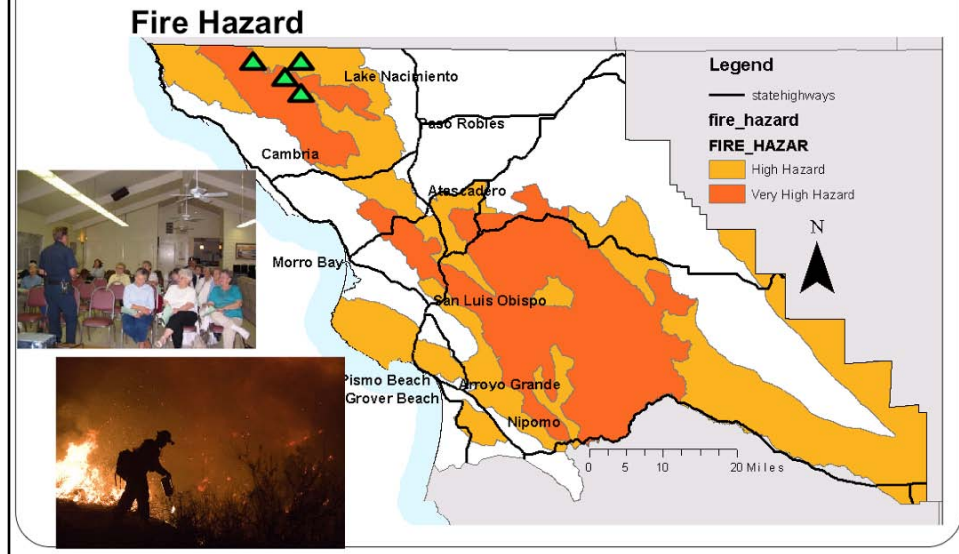 Fire Hazard
Lake Nacimiento
Paso Robles
Cambria
Atascadero
Morro Bay
San Luis Obispo
Pismo Beach
Arroyo Grande
Grover Beach
Nipomo
Legend
statehighways
fire_hazard
FIRE_HAZAR
High Hazard
Very High Hazard
N
0 5 10 20 Miles